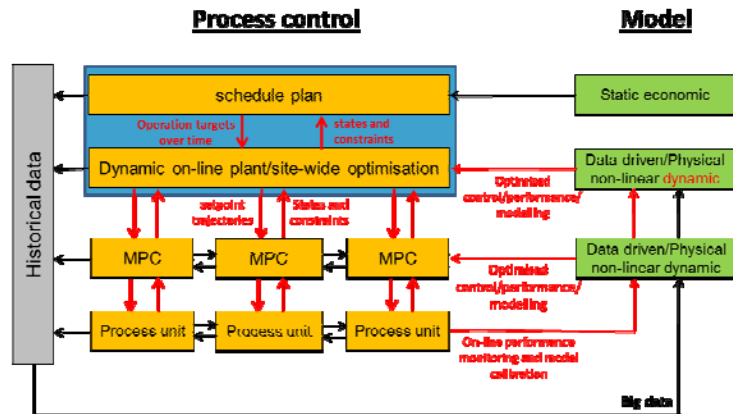 Process control
Model
schedule plan
Static economic
Operation targets
over time
states and
constraints
Dynamic on-line plant/site-wide optimisation
Data driven/Physical
non-linear dynamic
Optimised
control/performance/
modelling
Historical data
setpoint
trajectories
States and
constraints
MPC
MPC
MPC
Data driven/Physical
non-linear dynamic
Optimised
control/performance/
modelling
Process unit
Process unit
Process unit
On-line performance
monitoring and model
calibration
Big data